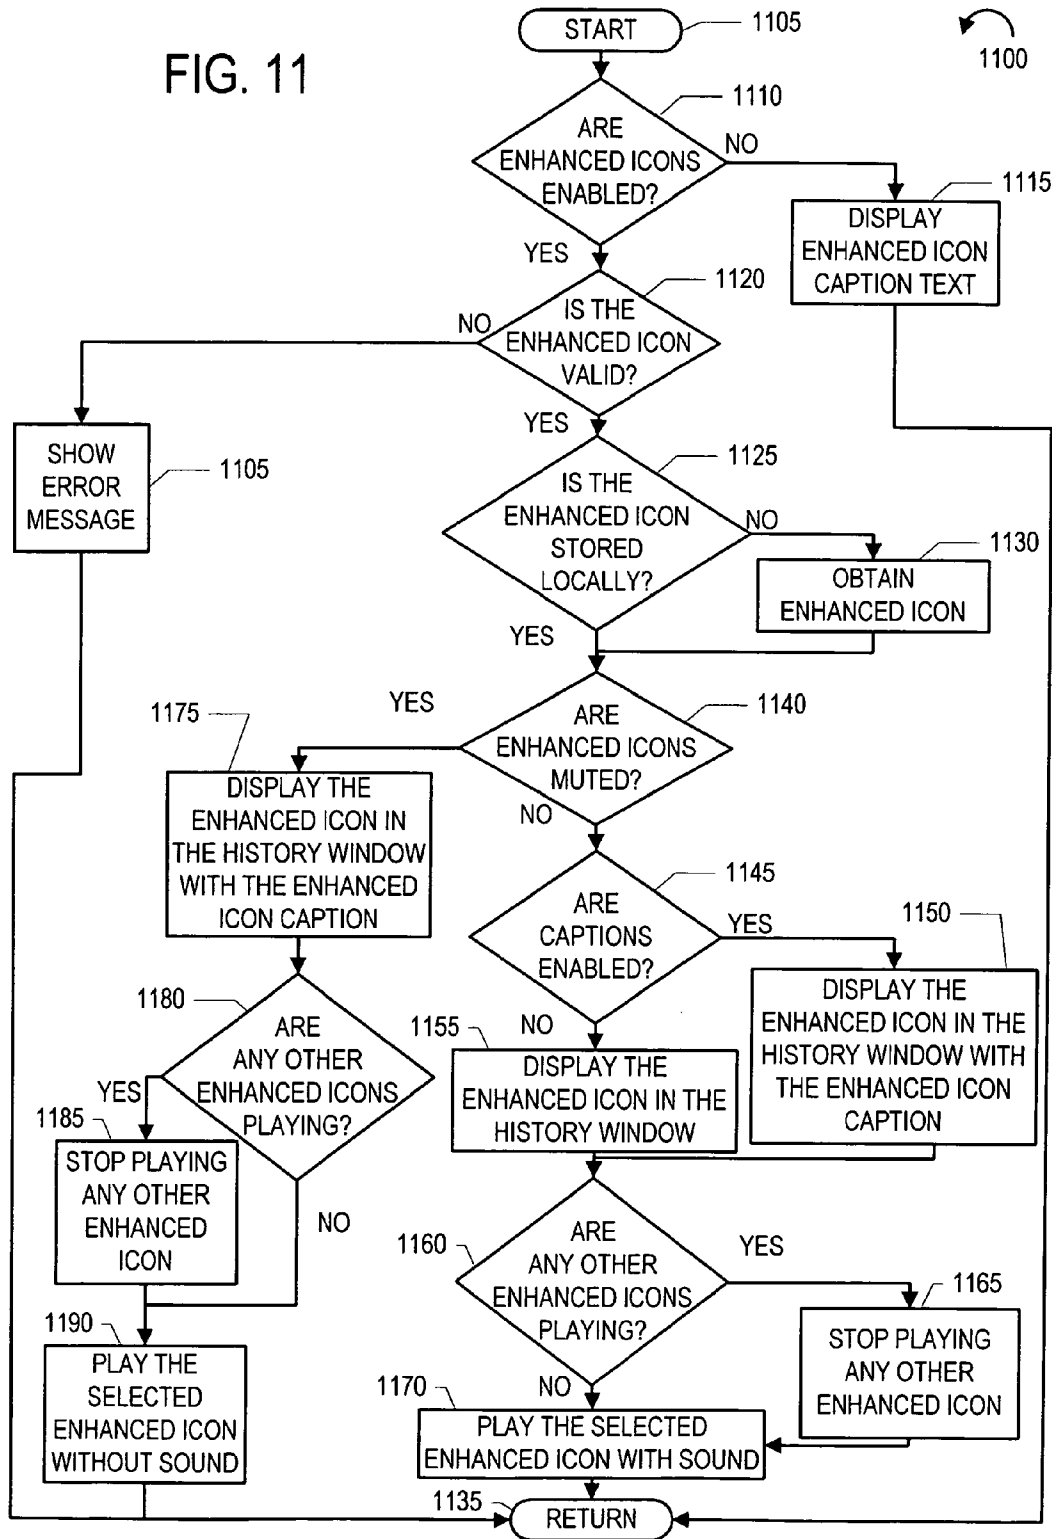 FIG. 11
START
1105
1100
1110
ARE
ENHANCED ICONS
ENABLED?
NO
1115
DISPLAY
ENHANCED ICON
CAPTION TEXT
YES
1120
IS THE
ENHANCED ICON
VALID?
NO
SHOW
ERROR
MESSAGE
1105
YES
1125
IS THE
ENHANCED ICON
STORED
LOCALLY?
NO
1130
OBTAIN
ENHANCED ICON
YES
1140
ARE
ENHANCED ICONS
MUTED?
YES
1175
DISPLAY THE
ENHANCED ICON IN
THE HISTORY WINDOW
WITH THE ENHANCED
ICON CAPTION
NO
1145
ARE
CAPTIONS
ENABLED?
YES
1150
DISPLAY THE
ENHANCED ICON IN THE
HISTORY WINDOW WITH
THE ENHANCED ICON
CAPTION
1180
ARE
ANY OTHER
ENHANCED ICONS
PLAYING?
NO
1155
DISPLAY THE
ENHANCED ICON IN THE
HISTORY WINDOW
YES
1185
STOP PLAYING
ANY OTHER
ENHANCED
ICON
NO
1160
ARE
ANY OTHER
ENHANCED ICONS
PLAYING?
YES
1165
STOP PLAYING
ANY OTHER
ENHANCED ICON
1190
PLAY THE
SELECTED
ENHANCED ICON
WITHOUT SOUND
NO
1170
PLAY THE SELECTED
ENHANCED ICON WITH SOUND
1135
RETURN